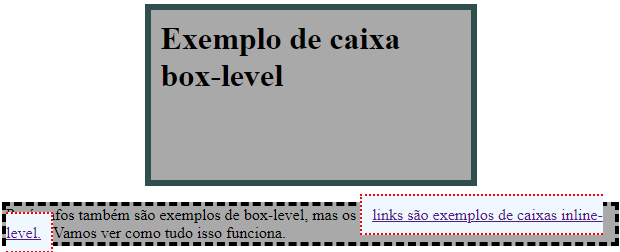 Exemplo de caixa
box-level
afos também são exemplos de box-level, mas os links são exemplos de caixas inline-
level. Vamos ver como tudo isso funciona.